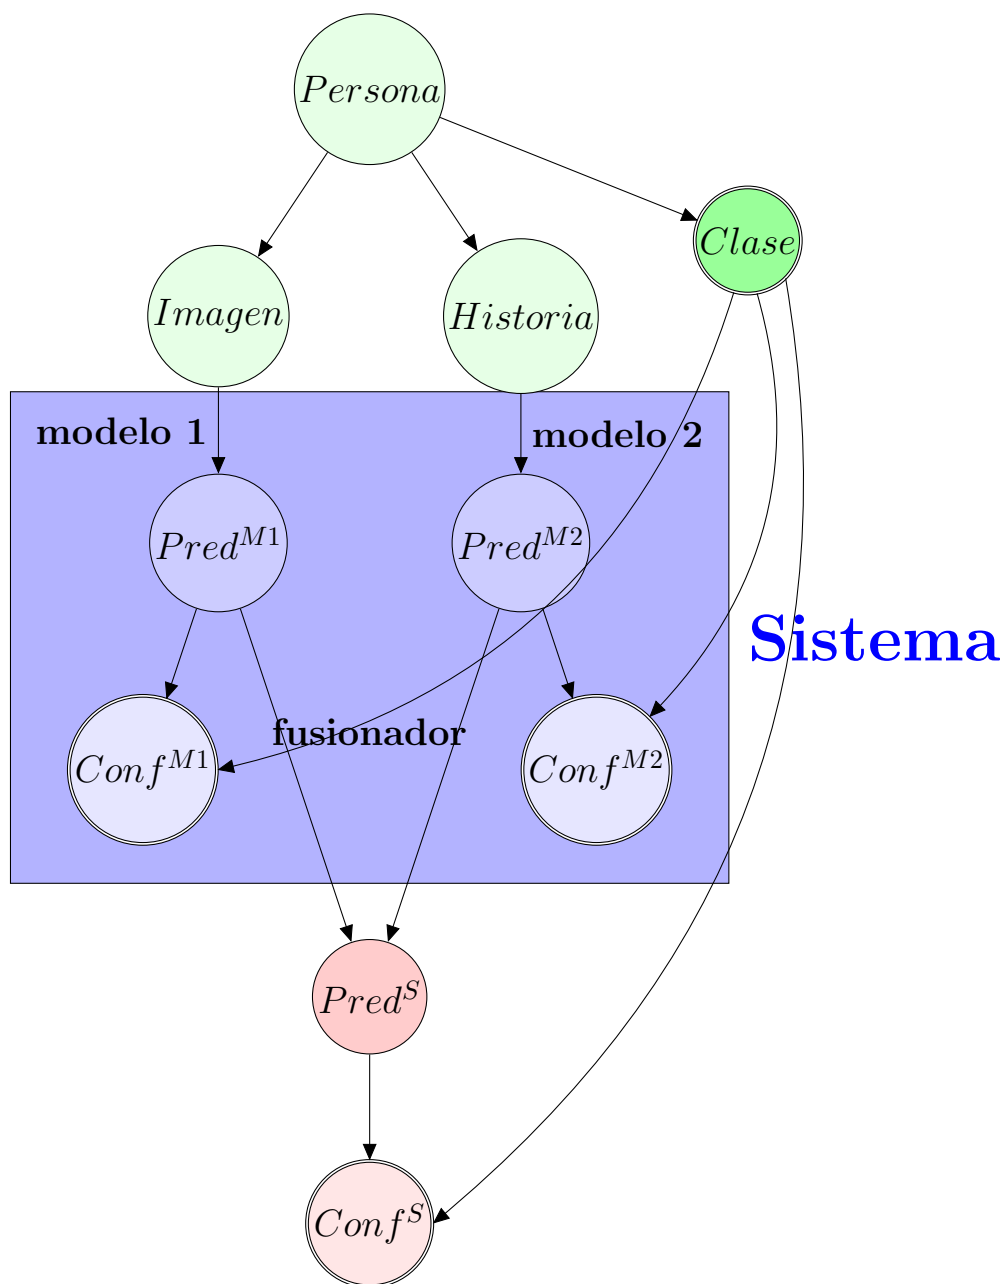 Persona
Clase
Imagen
Historia
modelo 1
modelo 2
Pred^{M1}
Pred^{M2}
Sistema
fusionador
Conf^{M1}
Conf^{M2}
Pred^S
Conf^S